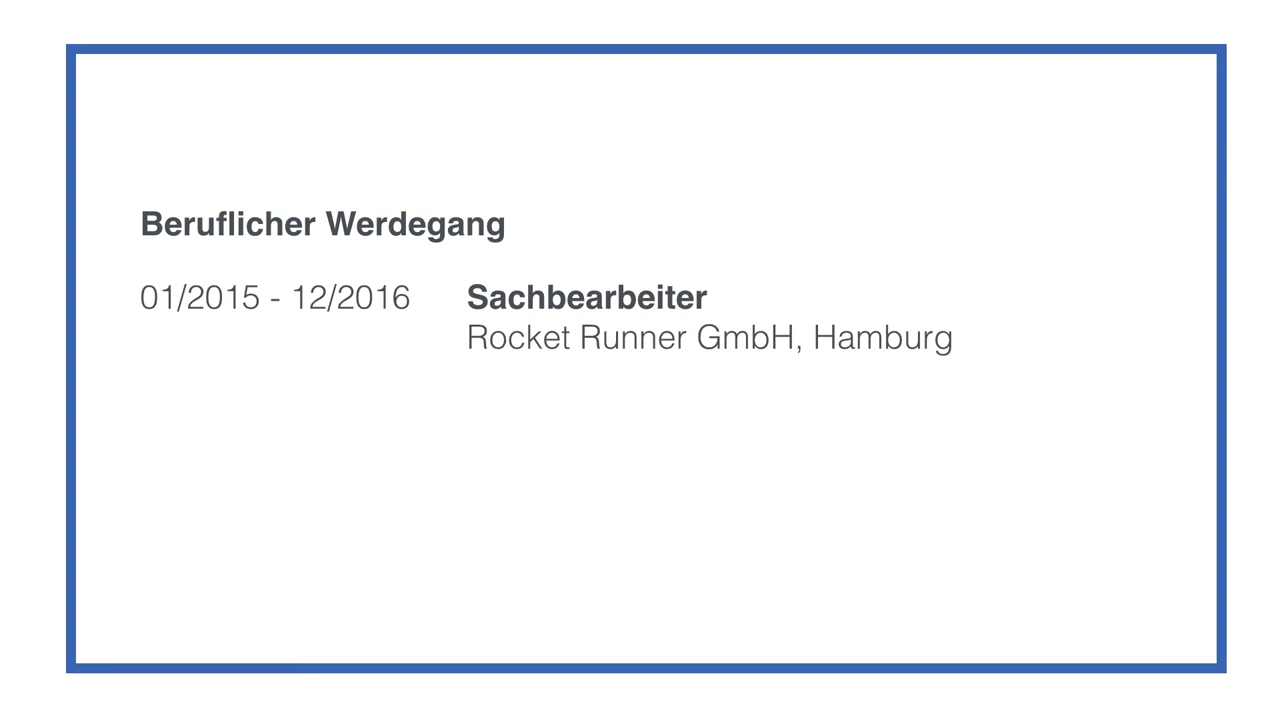 Beruflicher Werdegang
01/2015 - 12/2016 Sachbearbeiter
Rocket Runner GmbH, Hamburg